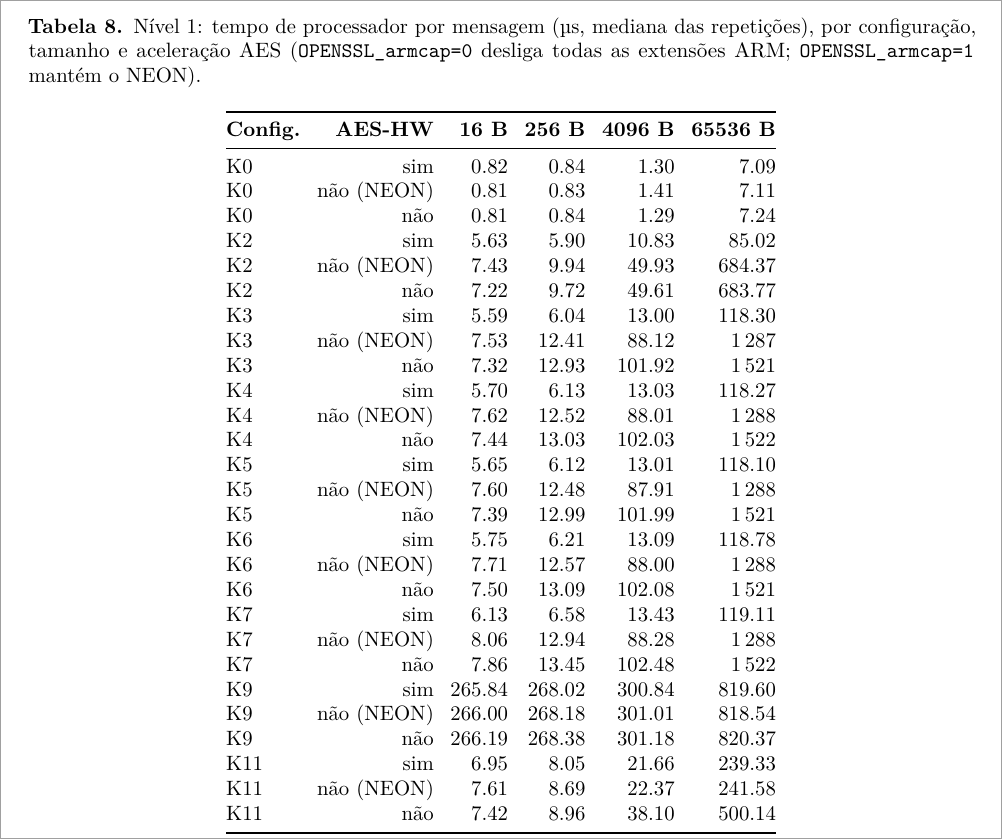 Tabela 8. Nível 1: tempo de processador por mensagem (µs, mediana das repetições), por configuração,
tamanho e aceleração AES (OPENSSL_armcap=0 desliga todas as extensões ARM; OPENSSL_armcap=1
mantém o NEON).
Config. AES-HW 16 B 256 B 4096 B 65536 B
K0 sim 0.82 0.84 1.30 7.09
K0 não (NEON) 0.81 0.83 1.41 7.11
K0 não 0.81 0.84 1.29 7.24
K2 sim 5.63 5.90 10.83 85.02
K2 não (NEON) 7.43 9.94 49.93 684.37
K2 não 7.22 9.72 49.61 683.77
K3 sim 5.59 6.04 13.00 118.30
K3 não (NEON) 7.53 12.41 88.12 1 287
K3 não 7.32 12.93 101.92 1 521
K4 sim 5.70 6.13 13.03 118.27
K4 não (NEON) 7.62 12.52 88.01 1 288
K4 não 7.44 13.03 102.03 1 522
K5 sim 5.65 6.12 13.01 118.10
K5 não (NEON) 7.60 12.48 87.91 1 288
K5 não 7.39 12.99 101.99 1 521
K6 sim 5.75 6.21 13.09 118.78
K6 não (NEON) 7.71 12.57 88.00 1 288
K6 não 7.50 13.09 102.08 1 521
K7 sim 6.13 6.58 13.43 119.11
K7 não (NEON) 8.06 12.94 88.28 1 288
K7 não 7.86 13.45 102.48 1 522
K9 sim 265.84 268.02 300.84 819.60
K9 não (NEON) 266.00 268.18 301.01 818.54
K9 não 266.19 268.38 301.18 820.37
K11 sim 6.95 8.05 21.66 239.33
K11 não (NEON) 7.61 8.69 22.37 241.58
K11 não 7.42 8.96 38.10 500.14